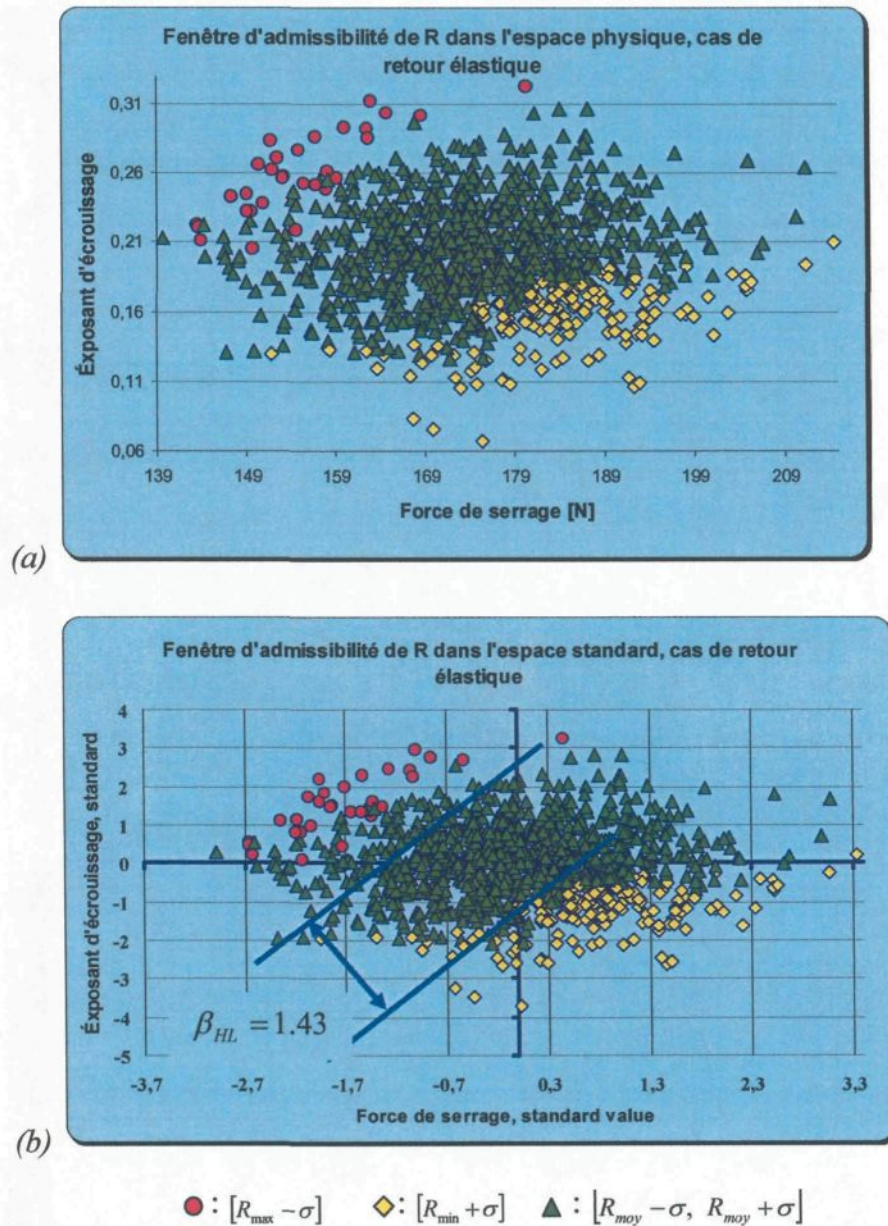 Fenêtre d'admissibilité de R dans l'espace physique, cas de
retour élastique
Éxposant d'écrouissage
0,31
0,26
0,21
0,16
0,11
0,06
139 149 159 169 179 189 199 209
Force de serrage [N]
(a)
Fenêtre d'admissibilité de R dans l'espace standard, cas de retour
élastique
Éxposant d'écrouissage, standard
4
3
2
1
0
-1
-2
-3
-4
-5
β_HL = 1.43
-3,7 -2,7 -1,7 -0,7 0,3 1,3 2,3 3,3
Force de serrage, standard value
(b)
: [R_max − σ] : [R_min + σ] : [R_moy − σ, R_moy + σ]